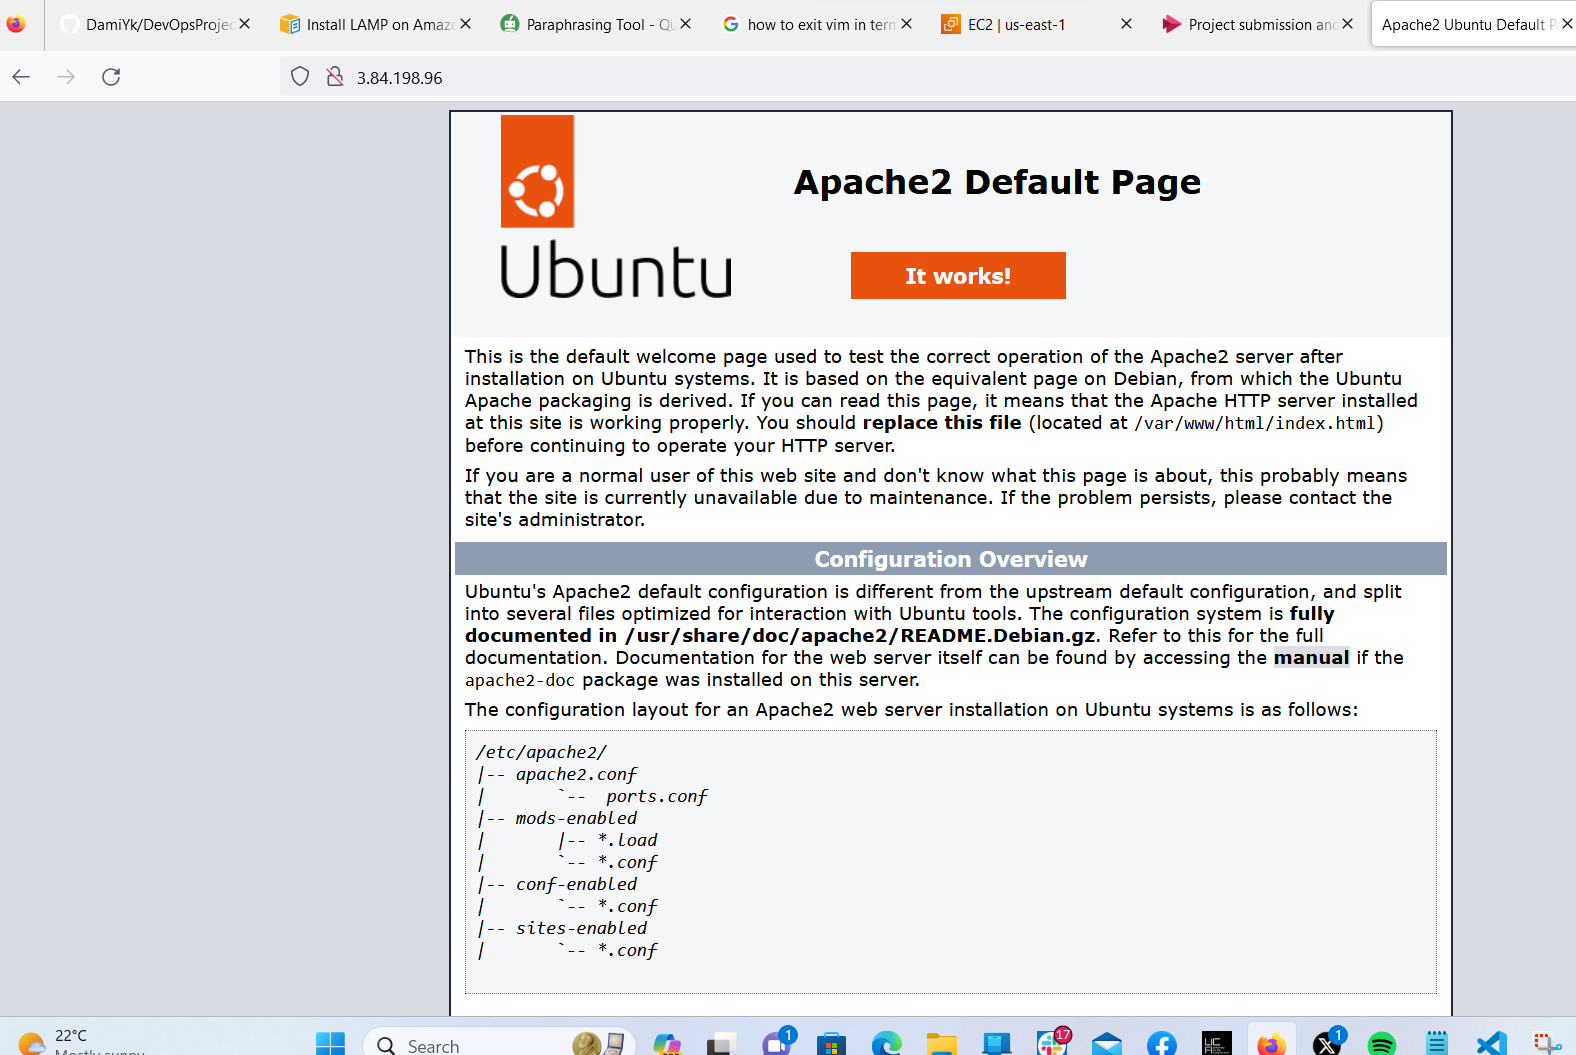 DamiYk/DevOpsProjec
Install LAMP on Amazo
Paraphrasing Tool - Qu
how to exit vim in term
EC2 | us-east-1
Project submission and
Apache2 Ubuntu Default P
3.84.198.96
Ubuntu
Apache2 Default Page
It works!
This is the default welcome page used to test the correct operation of the Apache2 server after
installation on Ubuntu systems. It is based on the equivalent page on Debian, from which the Ubuntu
Apache packaging is derived. If you can read this page, it means that the Apache HTTP server installed
at this site is working properly. You should replace this file (located at /var/www/html/index.html)
before continuing to operate your HTTP server.
If you are a normal user of this web site and don't know what this page is about, this probably means
that the site is currently unavailable due to maintenance. If the problem persists, please contact the
site's administrator.
Configuration Overview
Ubuntu's Apache2 default configuration is different from the upstream default configuration, and split
into several files optimized for interaction with Ubuntu tools. The configuration system is fully
documented in /usr/share/doc/apache2/README.Debian.gz. Refer to this for the full
documentation. Documentation for the web server itself can be found by accessing the manual if the
apache2-doc package was installed on this server.
The configuration layout for an Apache2 web server installation on Ubuntu systems is as follows:
/etc/apache2/
|-- apache2.conf
|       `--  ports.conf
|-- mods-enabled
|       |-- *.load
|       `-- *.conf
|-- conf-enabled
|       `-- *.conf
|-- sites-enabled
|       `-- *.conf
22°C
Mostly sunny
Search
1
17
1